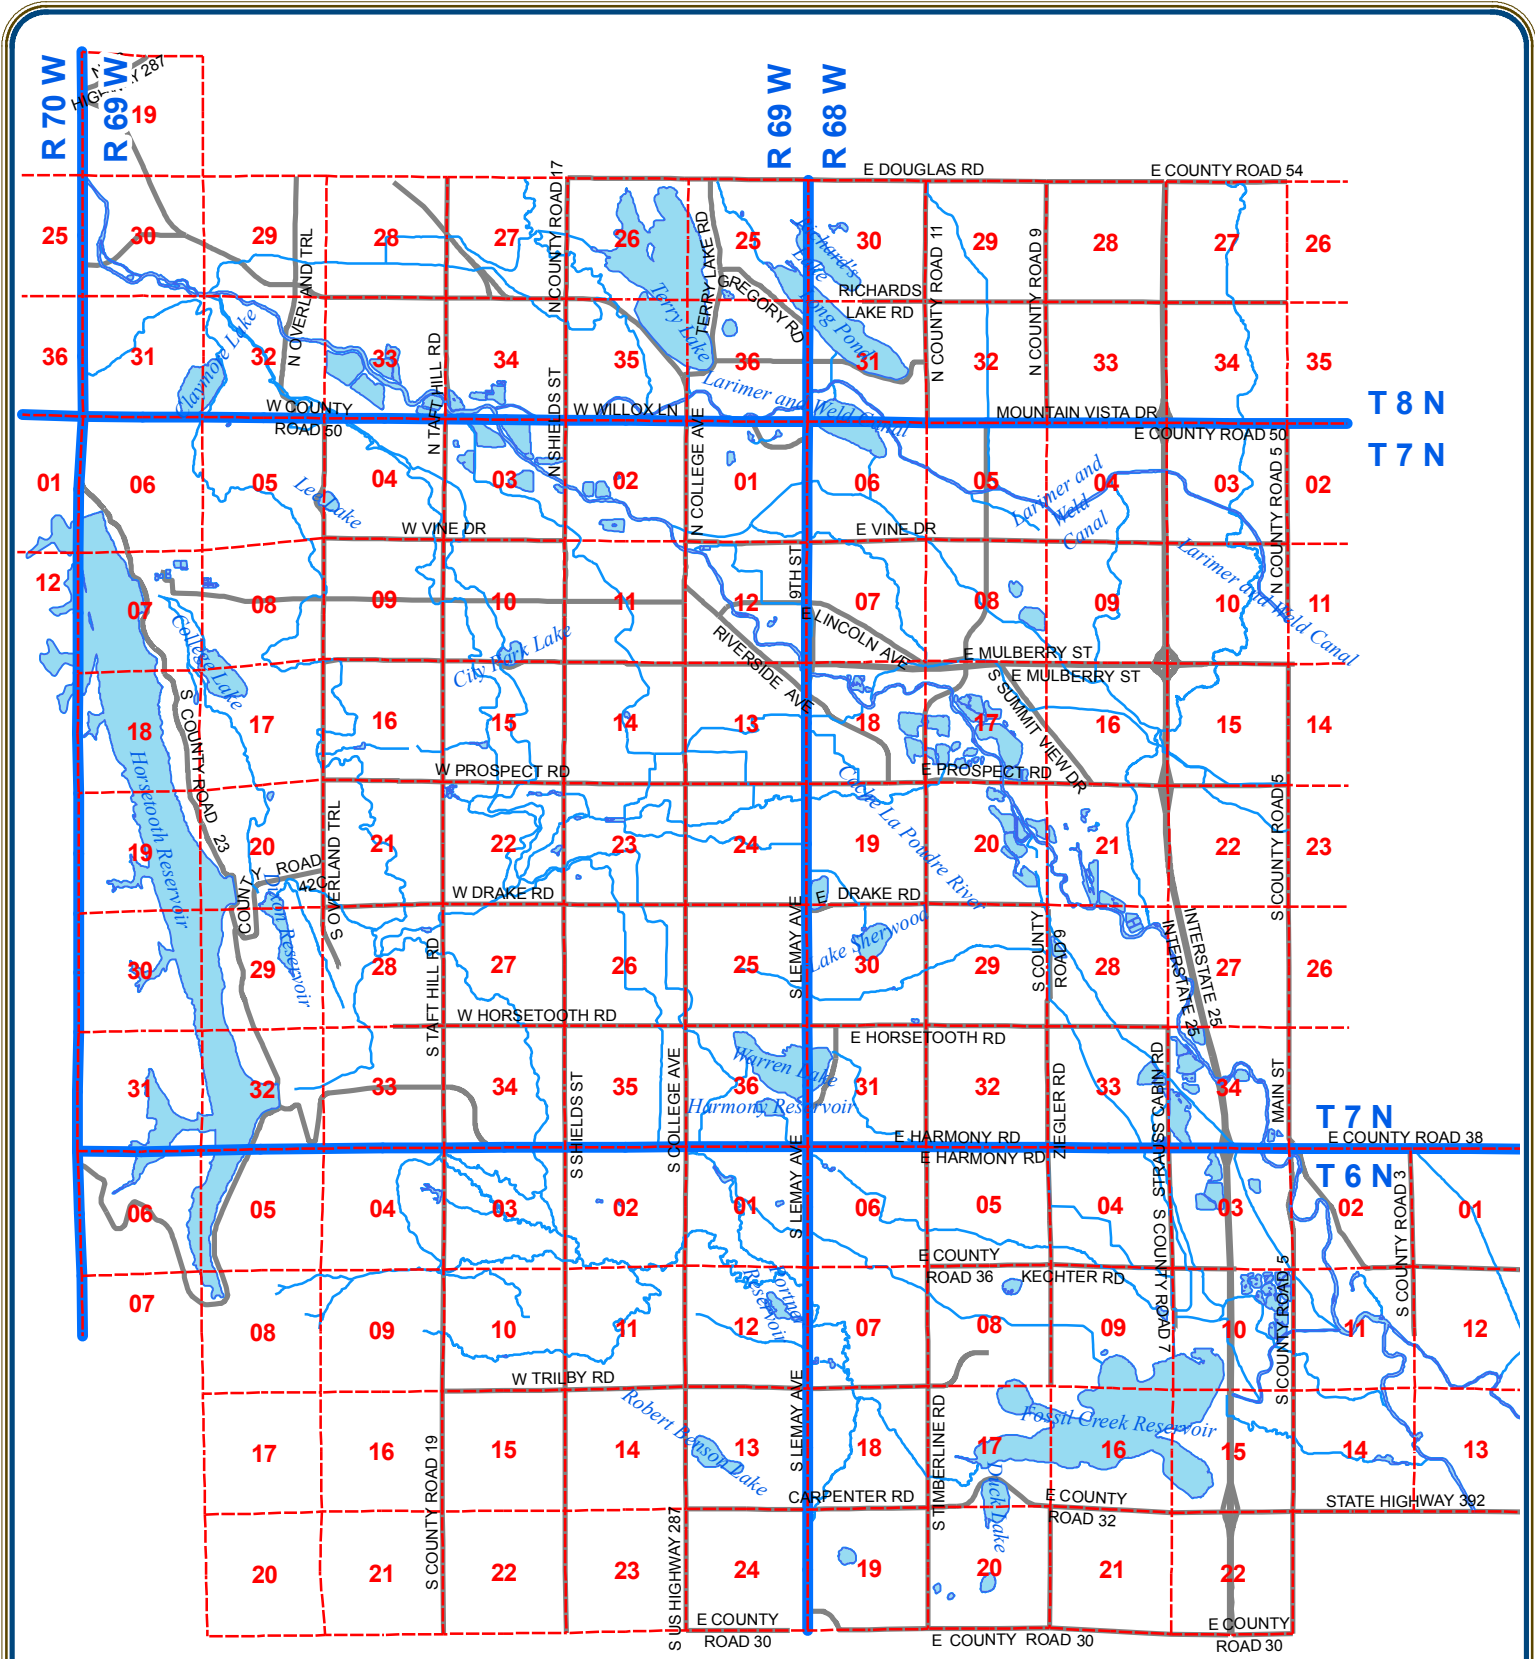 R 70 W
R 69 W
R 69 W
R 68 W
HIGHWAY 287
19
E DOUGLAS RD
E COUNTY ROAD 54
25
30
29
28
27
26
25
30
29
28
27
26
N OVERLAND TRL
N COUNTY ROAD 17
TERRY LAKE RD
GREGORY RD
Terry Lake
Richard's
Lake
Long Pond
RICHARDS
LAKE RD
N COUNTY ROAD 11
N COUNTY ROAD 9
36
31
32
33
34
35
36
31
32
33
34
35
Claymore Lake
N TAFT HILL RD
N SHIELDS ST
Larimer and Weld Canal
W COUNTY
ROAD 50
W WILLOX LN
MOUNTAIN VISTA DR
E COUNTY ROAD 50
T 8 N
T 7 N
01
06
05
04
03
02
01
06
05
04
03
02
Lee Lake
N COLLEGE AVE
Larimer and
Weld
Canal
N COUNTY ROAD 5
W VINE DR
E VINE DR
Larimer and Weld Canal
12
07
08
09
10
11
12
07
08
09
10
11
9TH ST
E LINCOLN AVE
RIVERSIDE AVE
College Lake
City Park Lake
E MULBERRY ST
E MULBERRY ST
S SUMMIT VIEW DR
18
17
16
15
14
13
18
17
16
15
14
S COUNTY ROAD 23
Horsetooth Reservoir
W PROSPECT RD
E PROSPECT RD
Cache La Poudre River
S COUNTY ROAD 5
19
20
21
22
23
24
19
20
21
22
23
COUNTY ROAD
42C
S OVERLAND TRL
Dixon Reservoir
W DRAKE RD
E DRAKE RD
S LEMAY AVE
Lake Sherwood
S COUNTY
ROAD 9
INTERSTATE 25
INTERSTATE 25
30
29
28
27
26
25
30
29
28
27
26
S TAFT HILL RD
W HORSETOOTH RD
E HORSETOOTH RD
31
32
33
34
35
36
31
32
33
34
S SHIELDS ST
S COLLEGE AVE
Warren Lake
Harmony Reservoir
ZIEGLER RD
STRAUSS CABIN RD
MAIN ST
E HARMONY RD
E HARMONY RD
T 7 N
E COUNTY ROAD 38
T 6 N
06
05
04
03
02
01
06
05
04
03
02
01
S LEMAY AVE
S COUNTY ROAD 7
S COUNTY ROAD 3
E COUNTY
ROAD 36
KECHTER RD
Portner
Reservoir
S COUNTY ROAD 5
07
08
09
10
11
12
07
08
09
10
11
12
W TRILBY RD
S LEMAY AVE
S TIMBERLINE RD
Robert Benson Lake
Fossil Creek Reservoir
17
16
15
14
13
18
17
16
15
14
13
S COUNTY ROAD 19
CARPENTER RD
Duck Lake
E COUNTY
ROAD 32
STATE HIGHWAY 392
20
21
22
23
24
19
20
21
22
S US HIGHWAY 287
E COUNTY
ROAD 30
E COUNTY ROAD 30
E COUNTY
ROAD 30